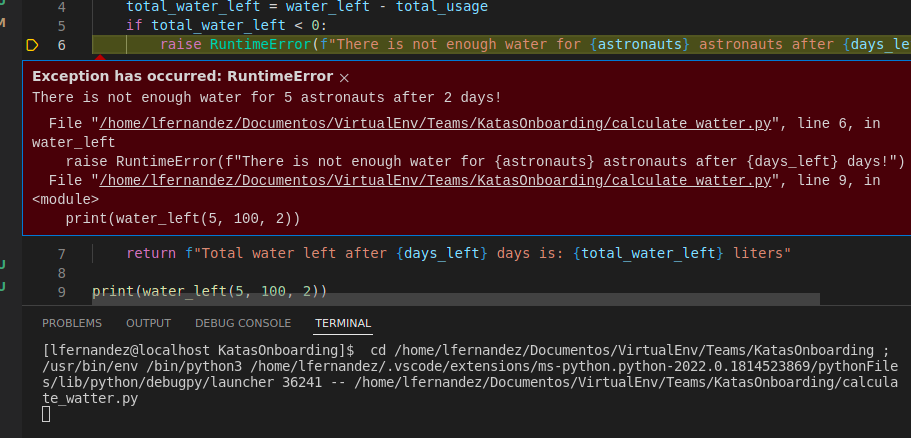 4 total_water_left = water_left - total_usage
5 if total_water_left < 0:
6 raise RuntimeError(f"There is not enough water for {astronauts} astronauts after {days_le
Exception has occurred: RuntimeError ×
There is not enough water for 5 astronauts after 2 days!
File "/home/lfernandez/Documentos/VirtualEnv/Teams/KatasOnboarding/calculate_watter.py", line 6, in
water_left
raise RuntimeError(f"There is not enough water for {astronauts} astronauts after {days_left} days!")
File "/home/lfernandez/Documentos/VirtualEnv/Teams/KatasOnboarding/calculate_watter.py", line 9, in
<module>
print(water_left(5, 100, 2))
7 return f"Total water left after {days_left} days is: {total_water_left} liters"
8
9 print(water_left(5, 100, 2))
PROBLEMS OUTPUT DEBUG CONSOLE TERMINAL
[lfernandez@localhost KatasOnboarding]$ cd /home/lfernandez/Documentos/VirtualEnv/Teams/KatasOnboarding ;
/usr/bin/env /bin/python3 /home/lfernandez/.vscode/extensions/ms-python.python-2022.0.1814523869/pythonFile
s/lib/python/debugpy/launcher 36241 -- /home/lfernandez/Documentos/VirtualEnv/Teams/KatasOnboarding/calcula
te_watter.py